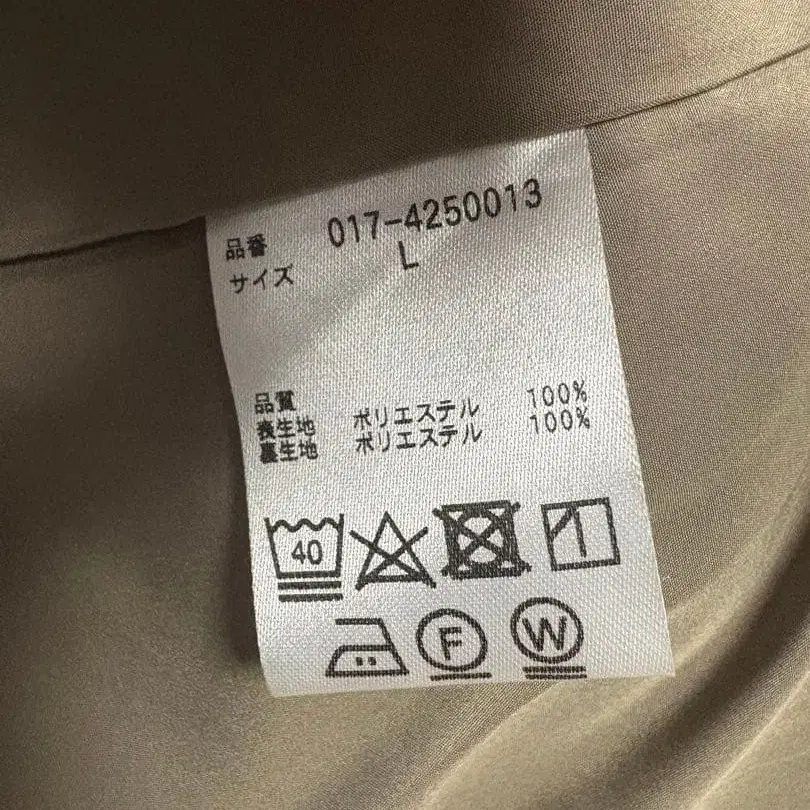 品番 017-4250013
サイズ L
品質
表生地 ポリエステル 100%
裏生地 ポリエステル 100%
40
F W